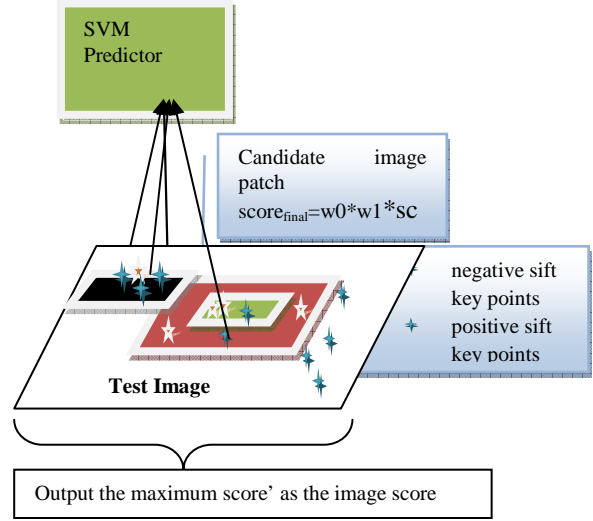 SVM
Predictor
Candidate image
patch
score_final=w0*w1*sc
negative sift
key points
positive sift
key points
Test Image
Output the maximum score' as the image score